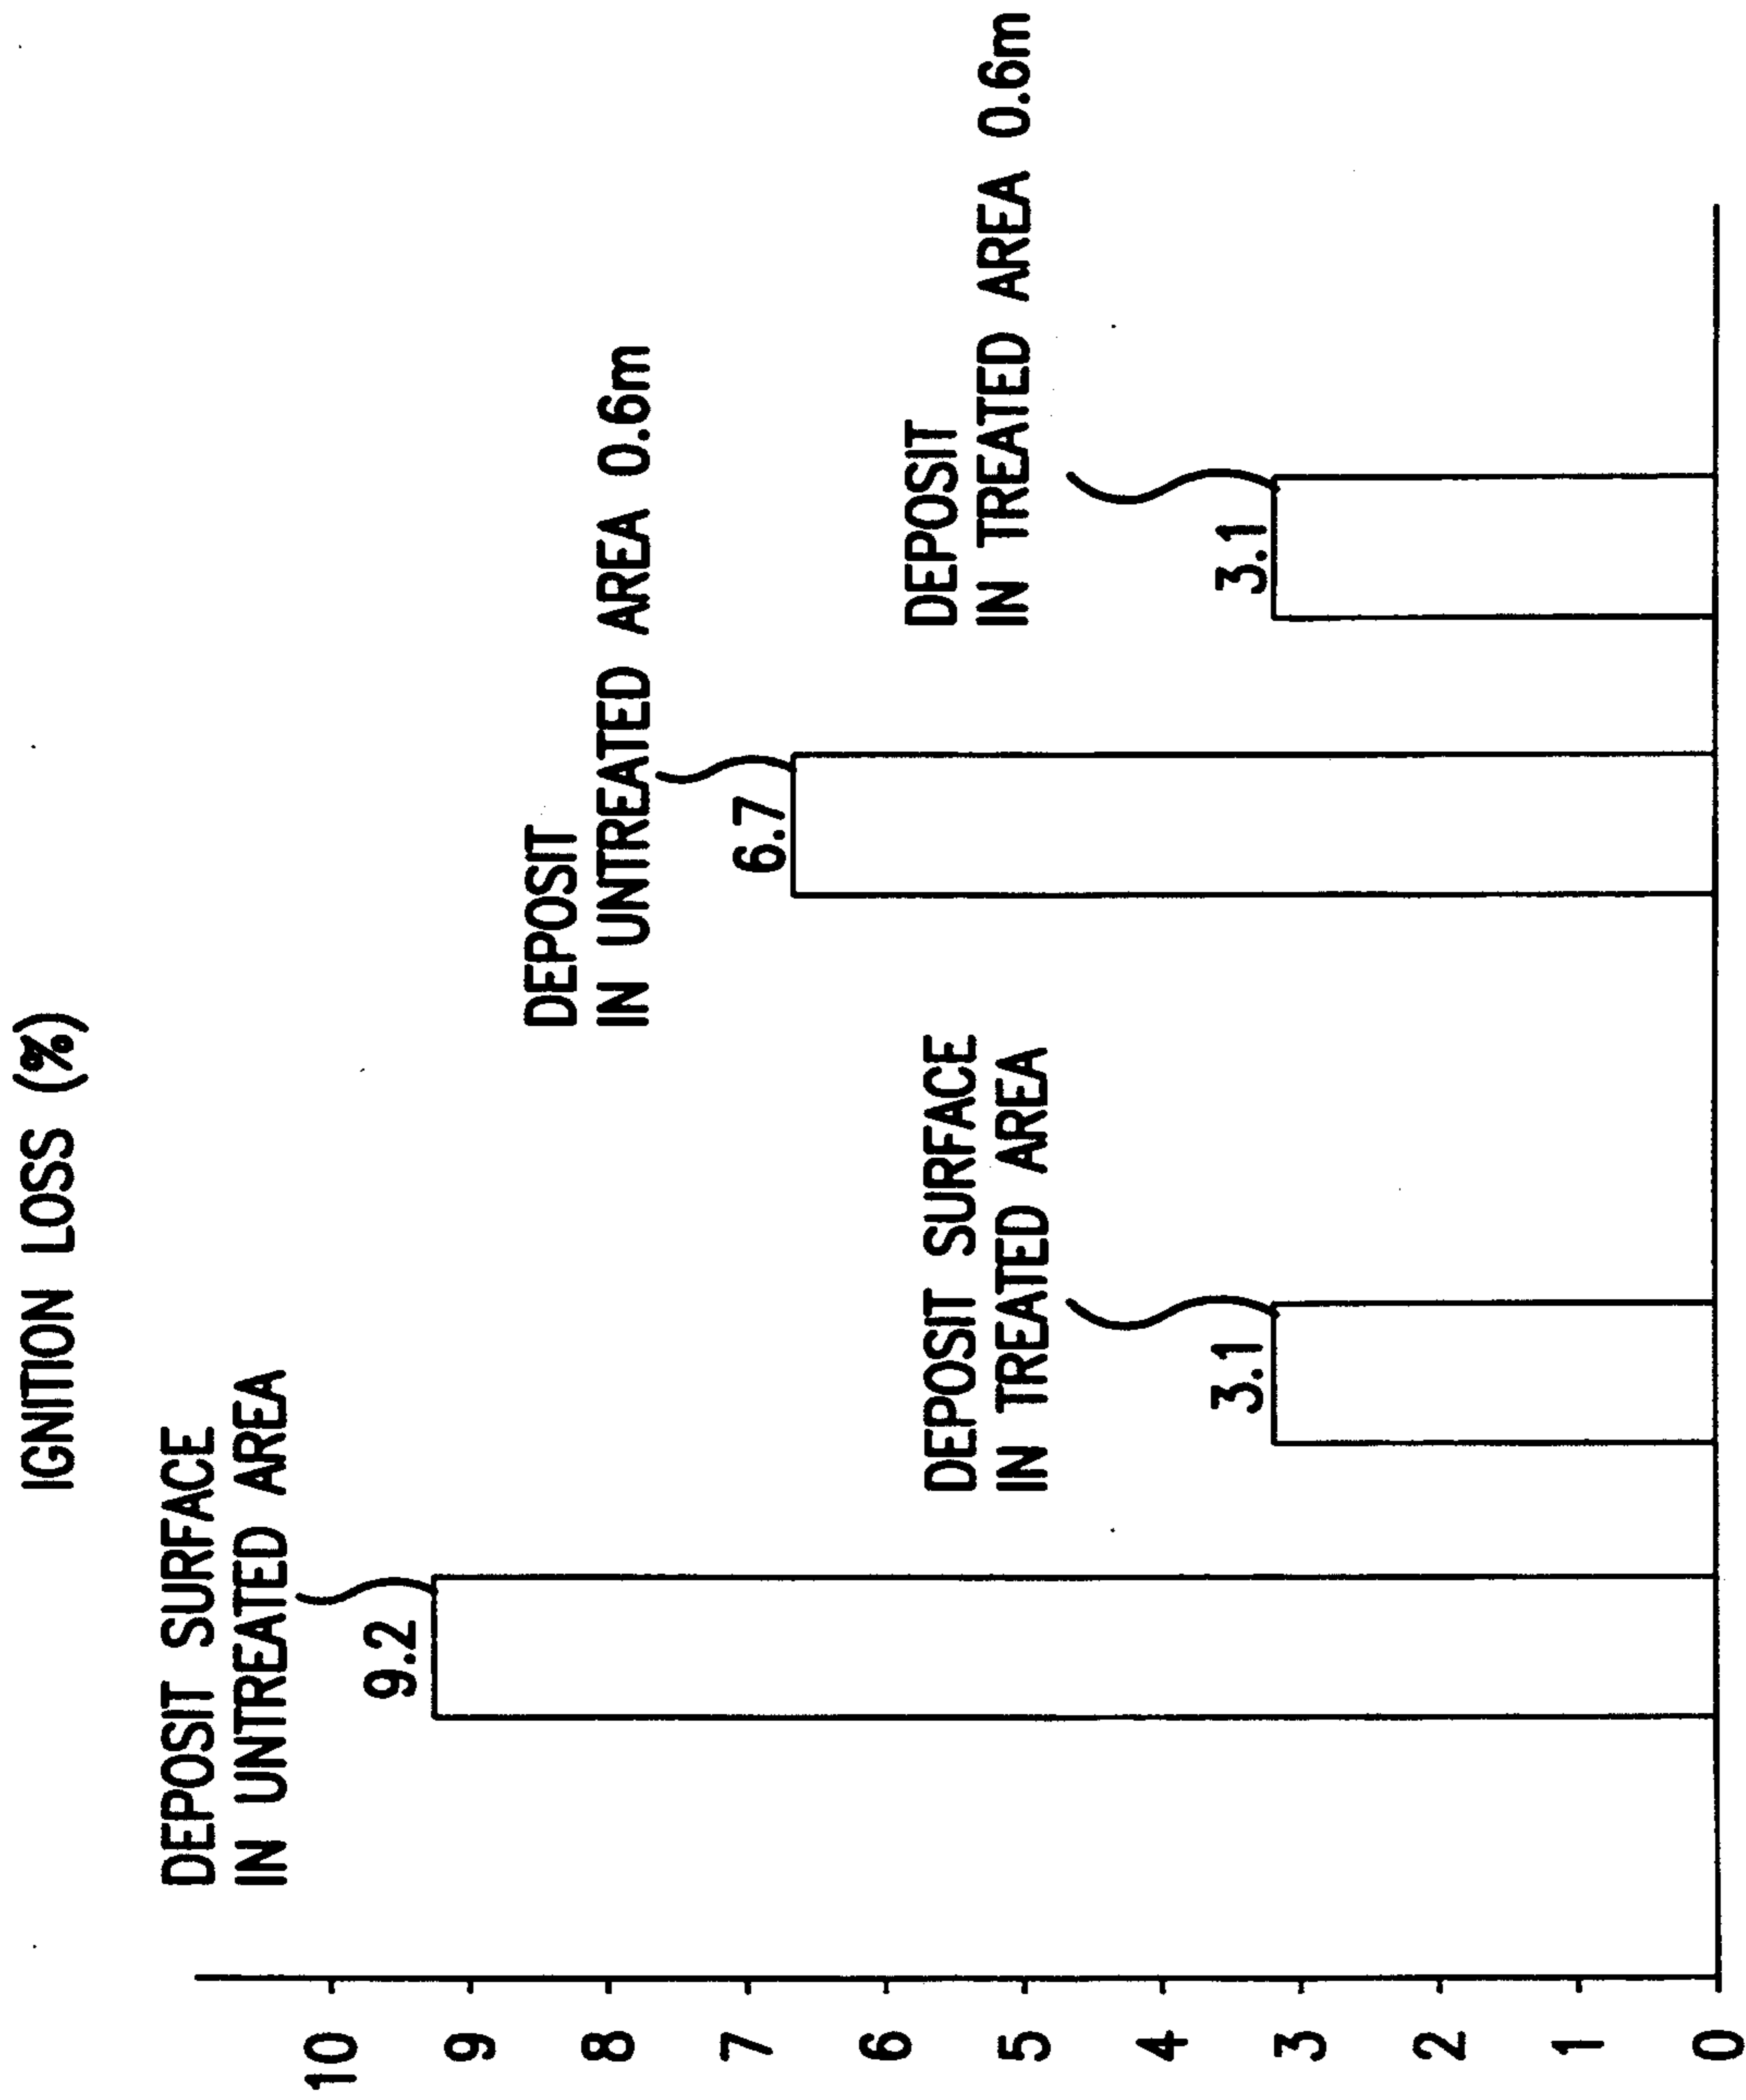 IGNITION LOSS (%)
DEPOSIT SURFACE
IN UNTREATED AREA
9.2
DEPOSIT SURFACE
IN TREATED AREA
3.1
DEPOSIT
IN UNTREATED AREA 0.6m
6.7
DEPOSIT
IN TREATED AREA 0.6m
3.1
10
9
8
7
6
5
4
3
2
1
0